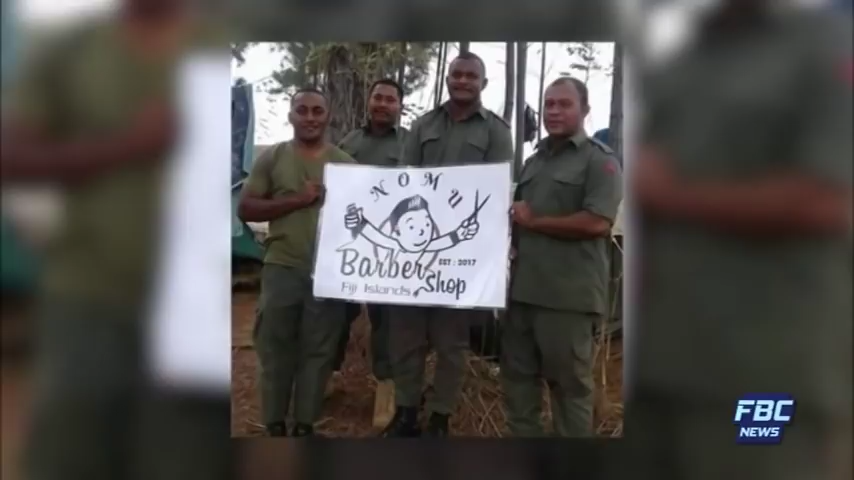 NOMU
Barber EST : 2017
Fiji Islands Shop
FBC
NEWS